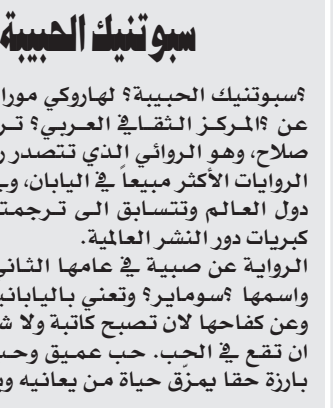 سبوتنيك الحبيبة
؟سبوتنيك الحبيبة؟ لهاروكي مورا
عن ؟المركز الثقافي العربي؟ تر
صلاح، وهو الروائي الذي تتصدر ر
الروايات الأكثر مبيعاً في اليابان، و
دول العالم وتتسابق الى ترجمت
كبريات دور النشر العالمية.
الرواية عن صبية في عامها الثاني
واسمها ؟سوماير؟ وتعني باليابانيـ
وعن كفاحها لان تصبح كاتبة ولا شـ
ان تقع في الحب. حب عميق وحـ
بارزة حقا يمزّق حياة من يعانيه و